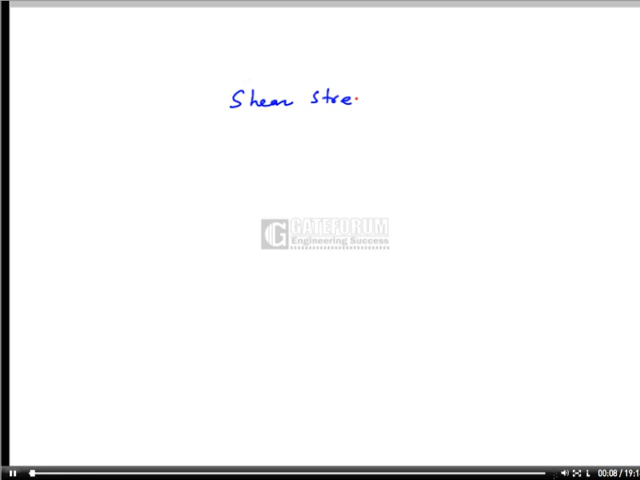 Shear Stre
GATEFORUM
Engineering Success
00:08 / 19:1